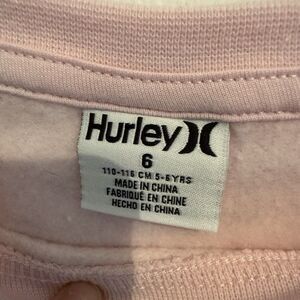 Hurley
6
110-116 CM 5-6YRS
MADE IN CHINA
FABRIQUÉ EN CHINE
HECHO EN CHINA